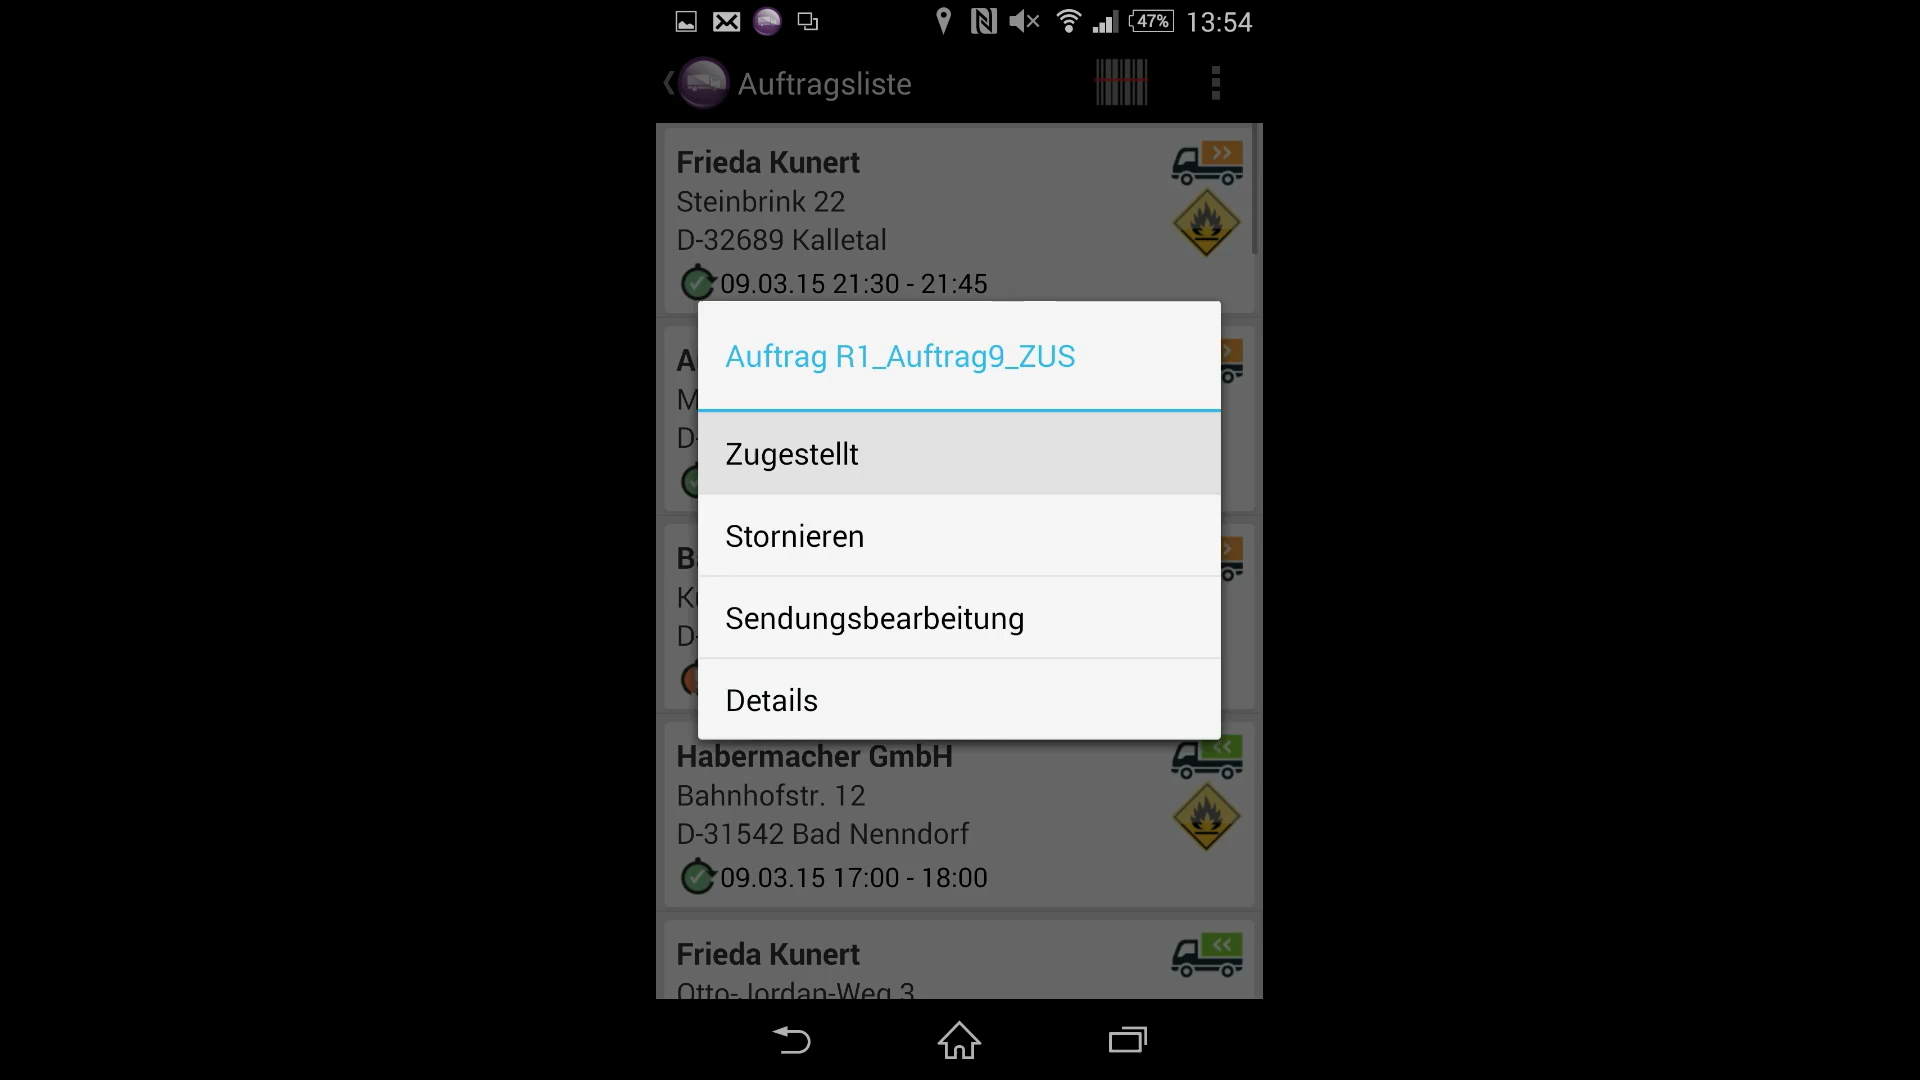 47% 13:54
Auftragsliste
Frieda Kunert
Steinbrink 22
D-32689 Kalletal
09.03.15 21:30 - 21:45
Auftrag R1_Auftrag9_ZUS
Zugestellt
Stornieren
Sendungsbearbeitung
Details
Habermacher GmbH
Bahnhofstr. 12
D-31542 Bad Nenndorf
09.03.15 17:00 - 18:00
Frieda Kunert
Otto-Jordan-Weg 3